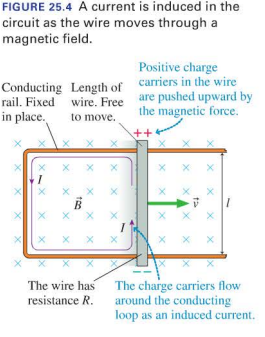 FIGURE 25.4 A current is induced in the
circuit as the wire moves through a
magnetic field.
Positive charge
carriers in the wire
are pushed upward by
the magnetic force.
Conducting
rail. Fixed
in place.
Length of
wire. Free
to move.
++
I
B
I
v
l
--
The wire has
resistance R.
The charge carriers flow
around the conducting
loop as an induced current.